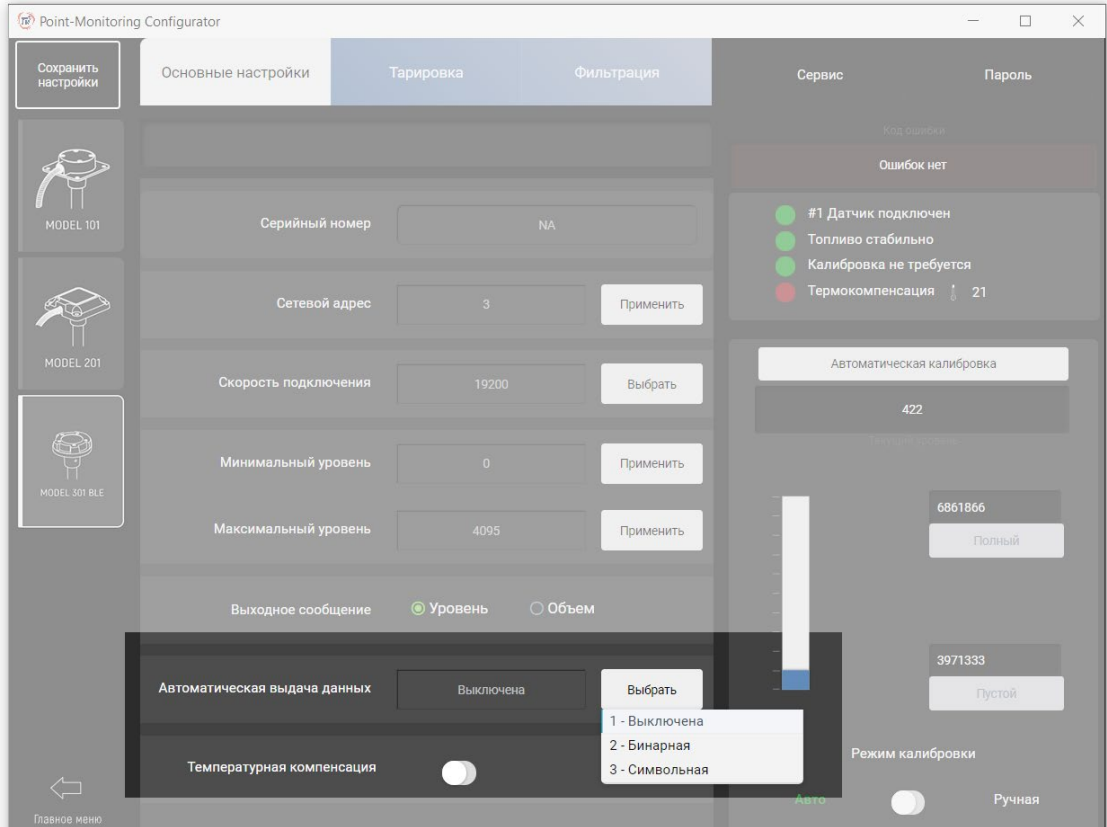 Point-Monitoring Configurator
Сохранить
настройки
Основные настройки
Тарировка
Фильтрация
Сервис
Пароль
MODEL 101
MODEL 201
MODEL 301 BLE
Главное меню
Серийный номер
NA
Сетевой адрес
3
Применить
Скорость подключения
19200
Выбрать
Минимальный уровень
0
Применить
Максимальный уровень
4095
Применить
Выходное сообщение
Уровень
Объем
Автоматическая выдача данных
Выключена
Выбрать
1 - Выключена
2 - Бинарная
3 - Символьная
Температурная компенсация
Код ошибки
Ошибок нет
#1 Датчик подключен
Топливо стабильно
Калибровка не требуется
Термокомпенсация 21
Автоматическая калибровка
422
Текущий уровень
6861866
Полный
3971333
Пустой
Режим калибровки
Авто
Ручная